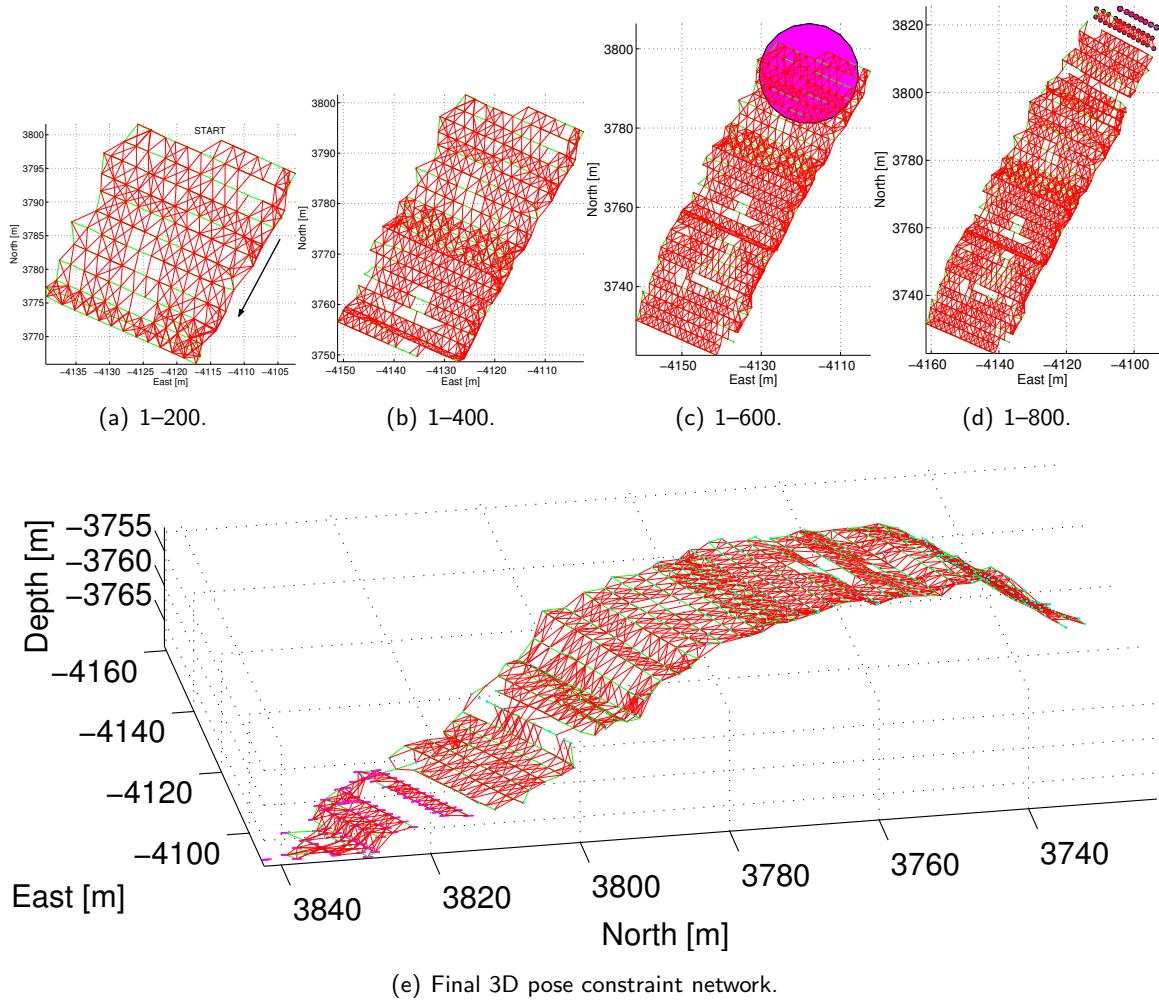 START
3800
3795
3790
3785
3780
3775
3770
North [m]
−4135 −4130 −4125 −4120 −4115 −4110 −4105
East [m]
(a) 1–200.
3800
3790
3780
3770
3760
3750
North [m]
−4150 −4140 −4130 −4120 −4110
East [m]
(b) 1–400.
3800
3780
3760
3740
North [m]
−4150 −4130 −4110
East [m]
(c) 1–600.
3820
3800
3780
3760
3740
North [m]
−4160 −4140 −4120 −4100
East [m]
(d) 1–800.
Depth [m]
−3755
−3760
−3765
−4160
−4140
−4120
−4100
East [m]
3840 3820 3800 3780 3760 3740
North [m]
(e) Final 3D pose constraint network.